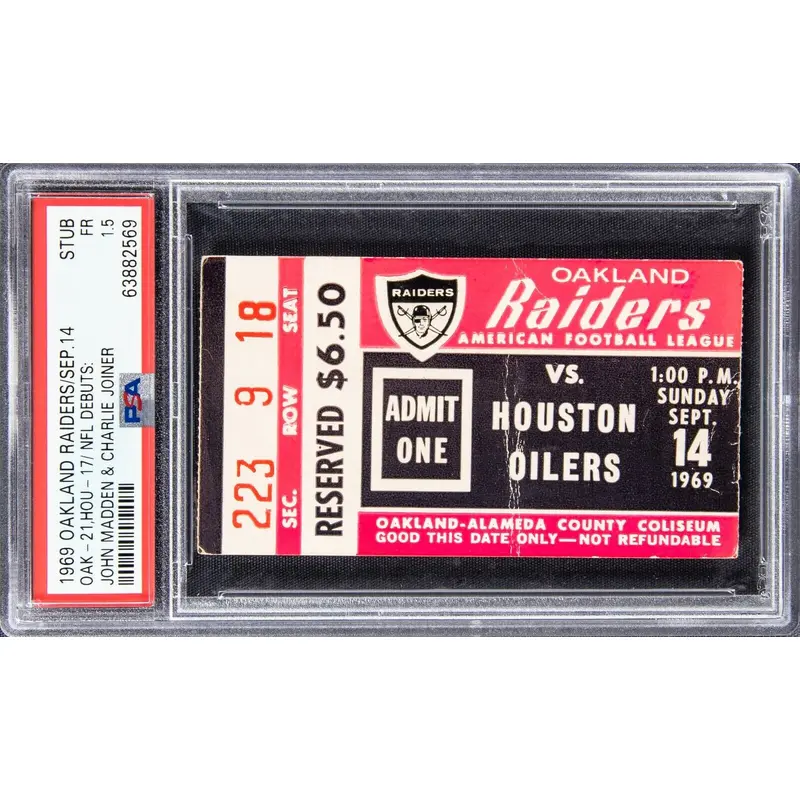 1969 OAKLAND RAIDERS/SEP.14
OAK - 21,HOU - 17/ NFL DEBUTS:
JOHN MADDEN & CHARLIE JOINER
STUB
FR
1.5
63882569
PSA
223 9 18
SEC. ROW SEAT
RESERVED $6.50
RAIDERS
OAKLAND
Raiders
AMERICAN FOOTBALL LEAGUE
ADMIT
ONE
VS.
HOUSTON
OILERS
1:00 P.M.
SUNDAY
SEPT.
14
1969
OAKLAND-ALAMEDA COUNTY COLISEUM
GOOD THIS DATE ONLY—NOT REFUNDABLE